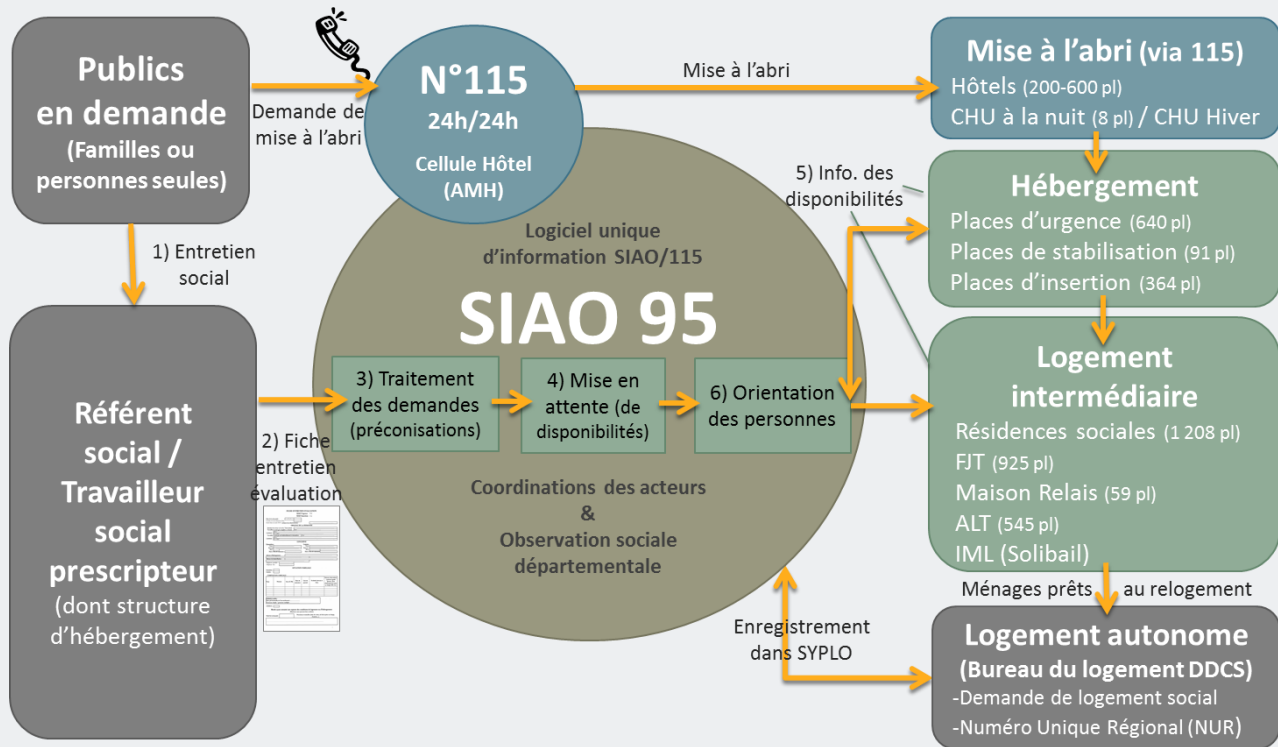 Publics
en demande
(Familles ou
personnes seules)
Demande de
mise à l'abri
N°115
24h/24h
Cellule Hôtel
(AMH)
Mise à l'abri
Mise à l'abri (via 115)
Hôtels (200-600 pl)
CHU à la nuit (8 pl) / CHU Hiver
1) Entretien
social
5) Info. des
disponibilités
Hébergement
Places d'urgence (640 pl)
Places de stabilisation (91 pl)
Places d'insertion (364 pl)
Logiciel unique
d'information SIAO/115
SIAO 95
Référent
social /
Travailleur
social
prescripteur
(dont structure
d'hébergement)
2) Fiche
entretien
évaluation
3) Traitement
des demandes
(préconisations)
4) Mise en
attente (de
disponibilités)
6) Orientation
des personnes
Coordinations des acteurs
&
Observation sociale
départementale
Logement
intermédiaire
Résidences sociales (1 208 pl)
FJT (925 pl)
Maison Relais (59 pl)
ALT (545 pl)
IML (Solibail)
Ménages prêts au relogement
Enregistrement
dans SYPLO
Logement autonome
(Bureau du logement DDCS)
-Demande de logement social
-Numéro Unique Régional (NUR)